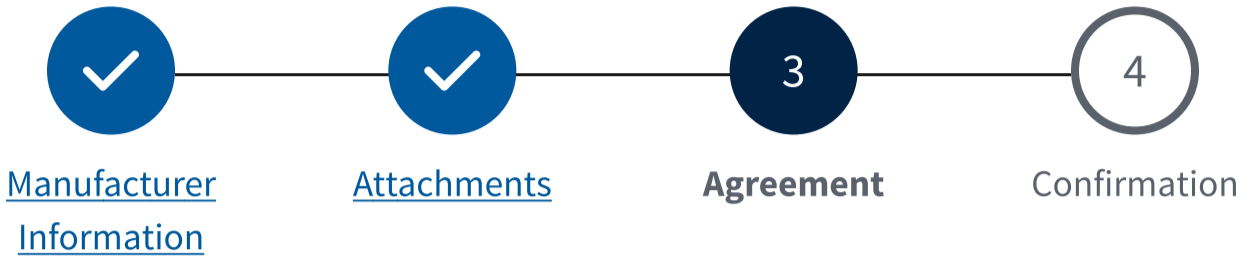 3
4
Manufacturer
Information
Attachments
Agreement
Confirmation